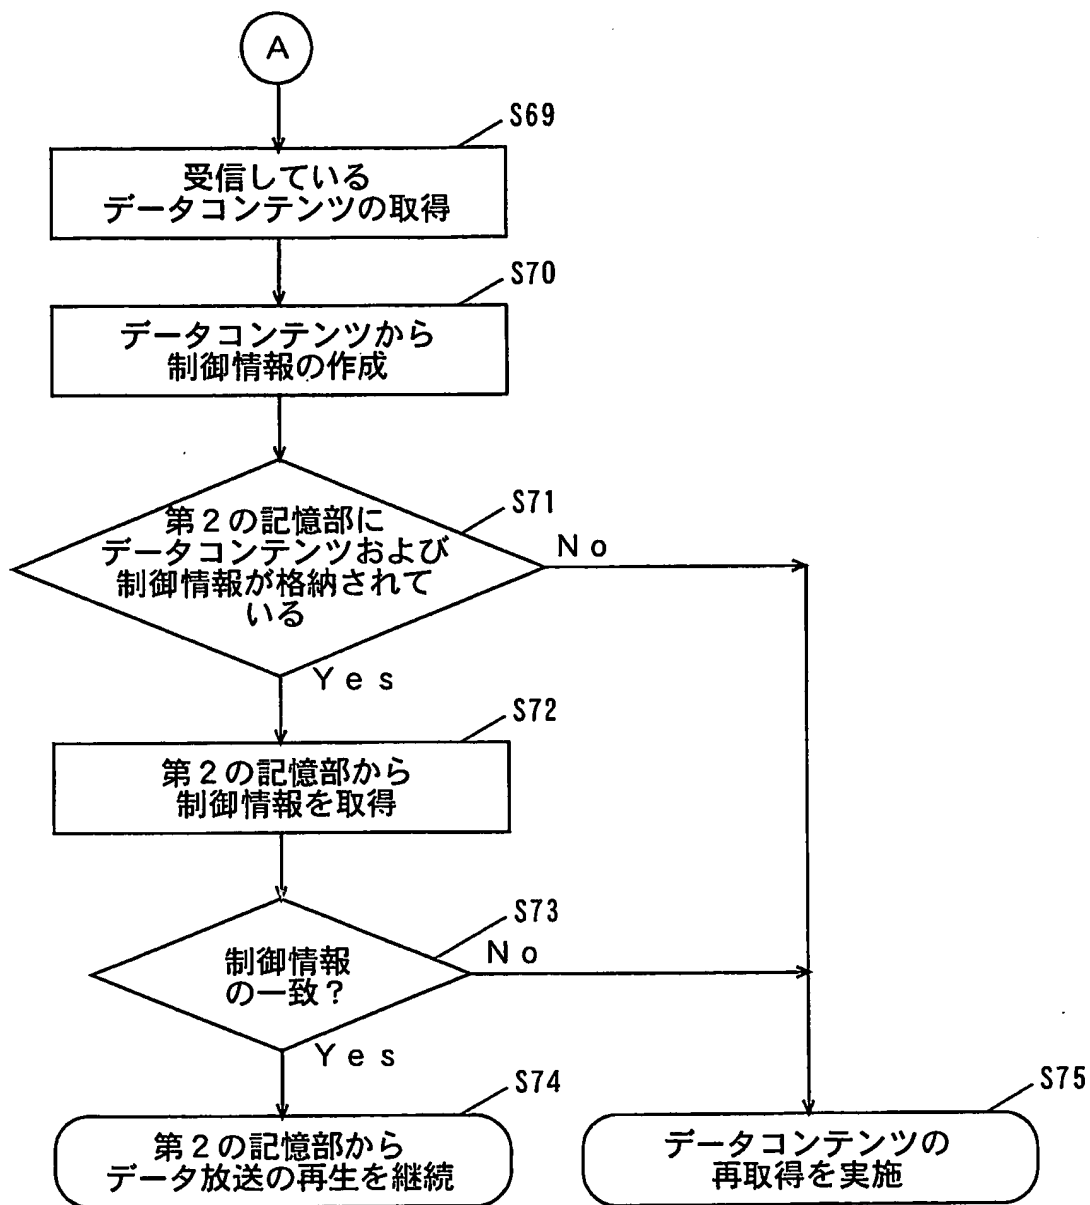 A
S69
受信している
データコンテンツの取得
S70
データコンテンツから
制御情報の作成
S71
第2の記憶部に
データコンテンツおよび
制御情報が格納されて
いる
No
Yes
S72
第2の記憶部から
制御情報を取得
S73
制御情報
の一致?
No
Yes
S74
第2の記憶部から
データ放送の再生を継続
S75
データコンテンツの
再取得を実施